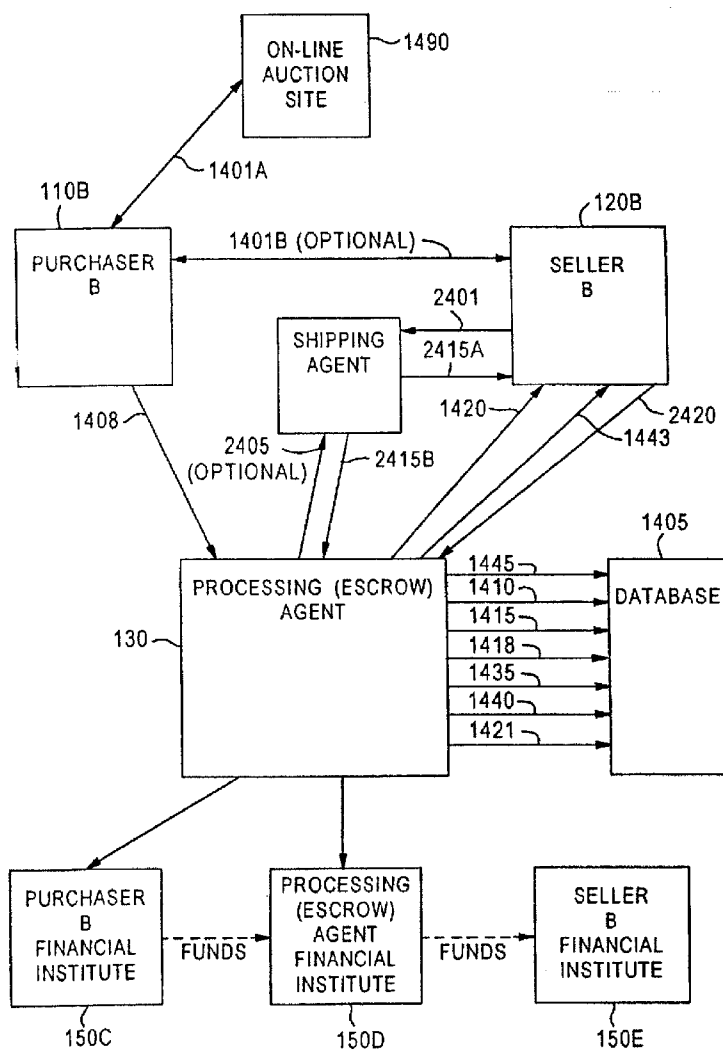 ON-LINE
AUCTION
SITE
1490
1401A
110B
120B
PURCHASER
B
1401B (OPTIONAL)
SELLER
B
2401
SHIPPING
AGENT
2415A
1408
2405
(OPTIONAL)
2415B
1420
1443
2420
PROCESSING (ESCROW)
AGENT
130
1445
1410
1415
1418
1435
1440
1421
1405
DATABASE
PURCHASER
B
FINANCIAL
INSTITUTE
FUNDS
PROCESSING
(ESCROW)
AGENT
FINANCIAL
INSTITUTE
FUNDS
SELLER
B
FINANCIAL
INSTITUTE
150C
150D
150E